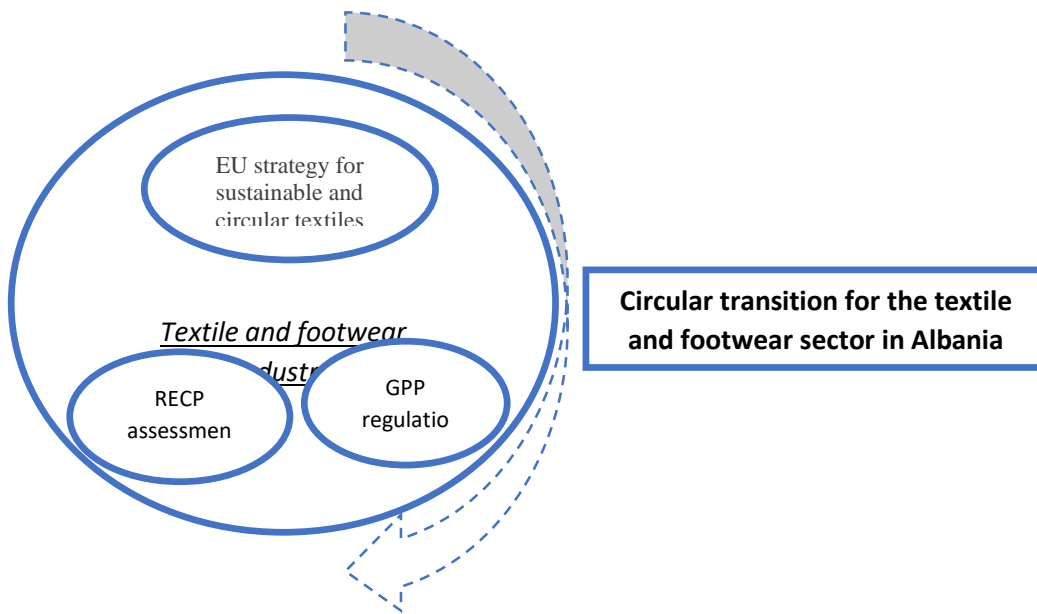 EU strategy for
sustainable and
circular textiles
Textile and footwear
dustr
RECP
assessmen
GPP
regulatio
Circular transition for the textile
and footwear sector in Albania